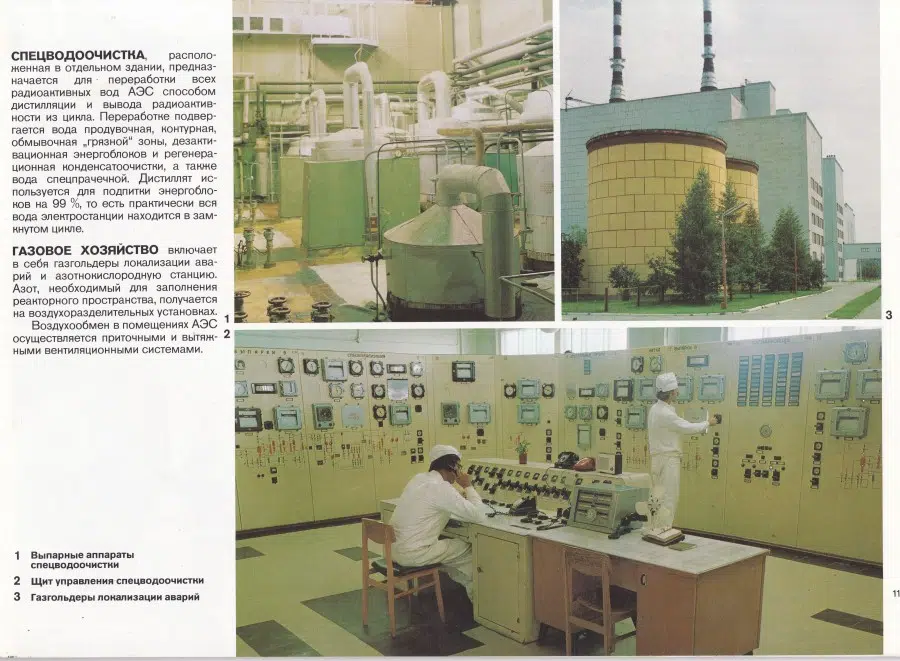 СПЕЦВОДООЧИСТКА, располо-
женная в отдельном здании, предназ-
начается для переработки всех
радиоактивных вод АЭС способом
дистилляции и вывода радиоактив-
ности из цикла. Переработке подвер-
гается вода продувочная, контурная,
обмывочная „грязной" зоны, дезакти-
вационная энергоблоков и регенера-
ционная конденсатоочистки, а также
вода спецпрачечной. Дистиллят ис-
пользуется для подпитки энергобло-
ков на 99 %, то есть практически вся
вода электростанции находится в зам-
кнутом цикле.
ГАЗОВОЕ ХОЗЯЙСТВО включает
в себя газгольдеры локализации ава-
рий и азотнокислородную станцию.
Азот, необходимый для заполнения
реакторного пространства, получается
на воздухоразделительных установках.
Воздухообмен в помещениях АЭС
осуществляется приточными и вытяж-
ными вентиляционными системами.
1
2
3
1 Выпарные аппараты
спецводоочистки
2 Щит управления спецводоочистки
3 Газгольдеры локализации аварий
11